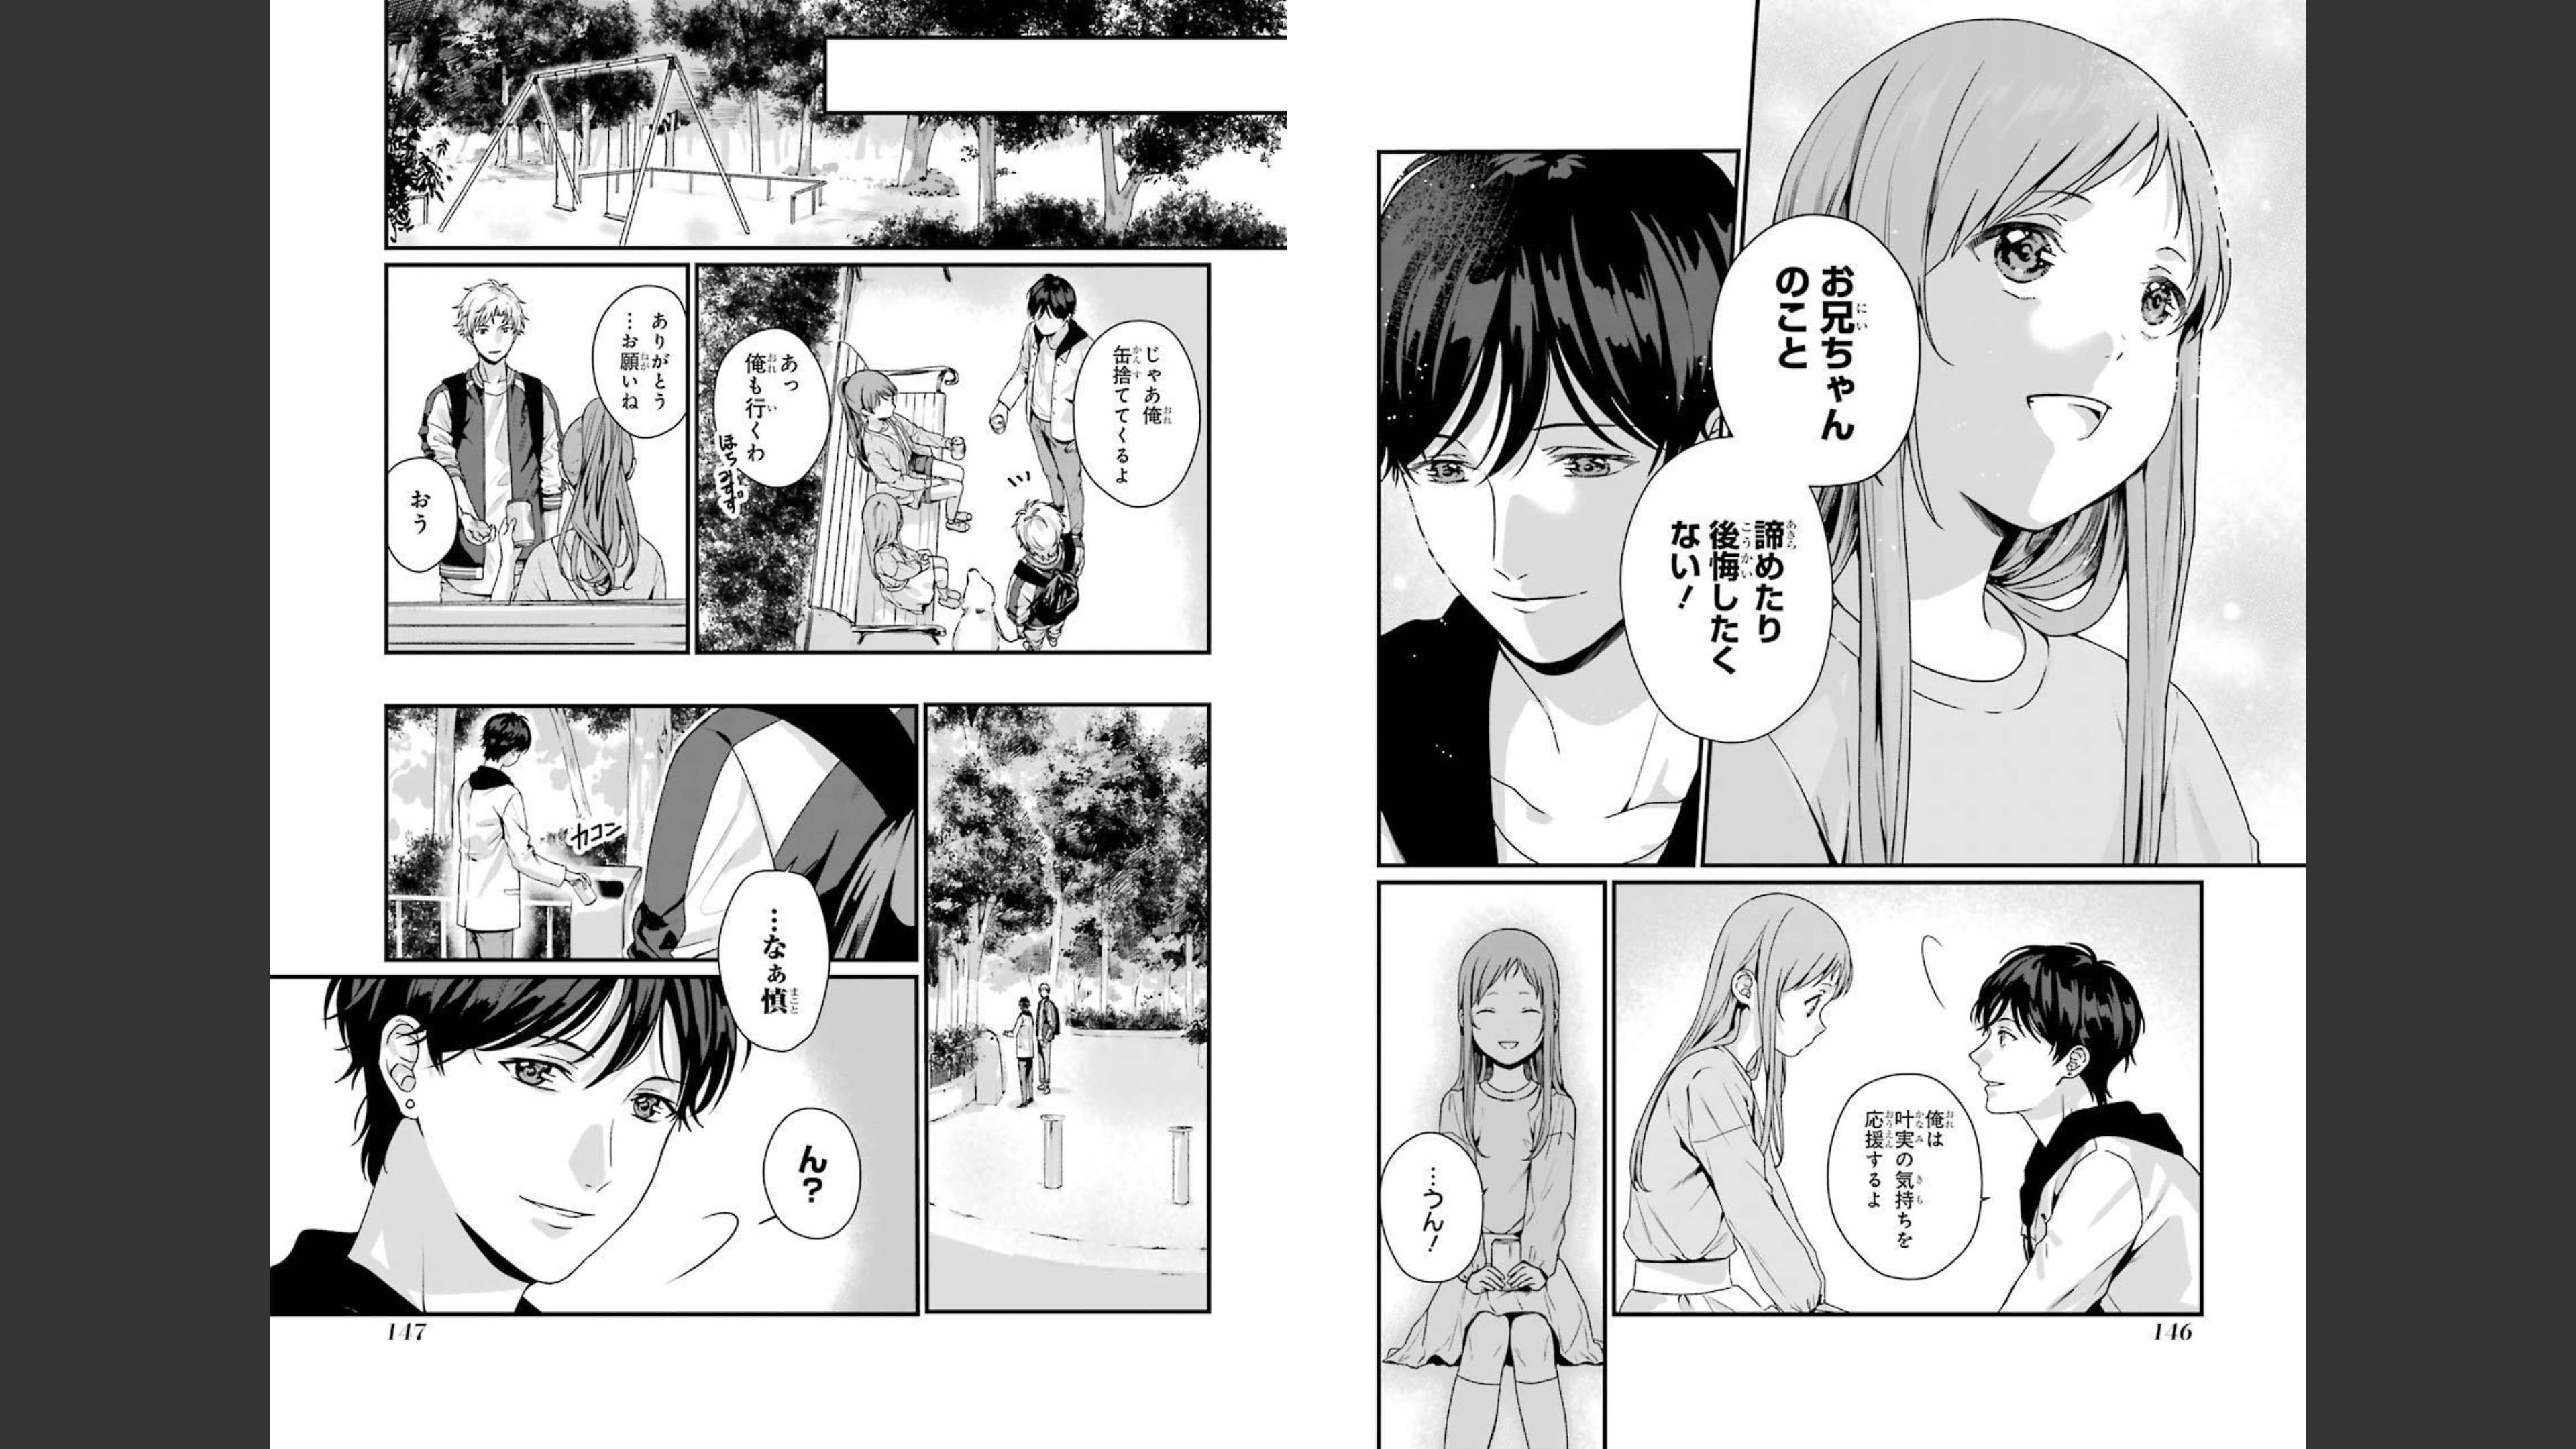 お兄ちゃん
のこと
諦めたり
後悔したく
ない!
俺は
叶実の気持ちを
応援するよ
…うん!
146
じゃあ俺
缶捨ててくるよ
あっ
俺も行くわ
ありがとう
…お願いね
おう
カコン
…なぁ慎
ん?
147